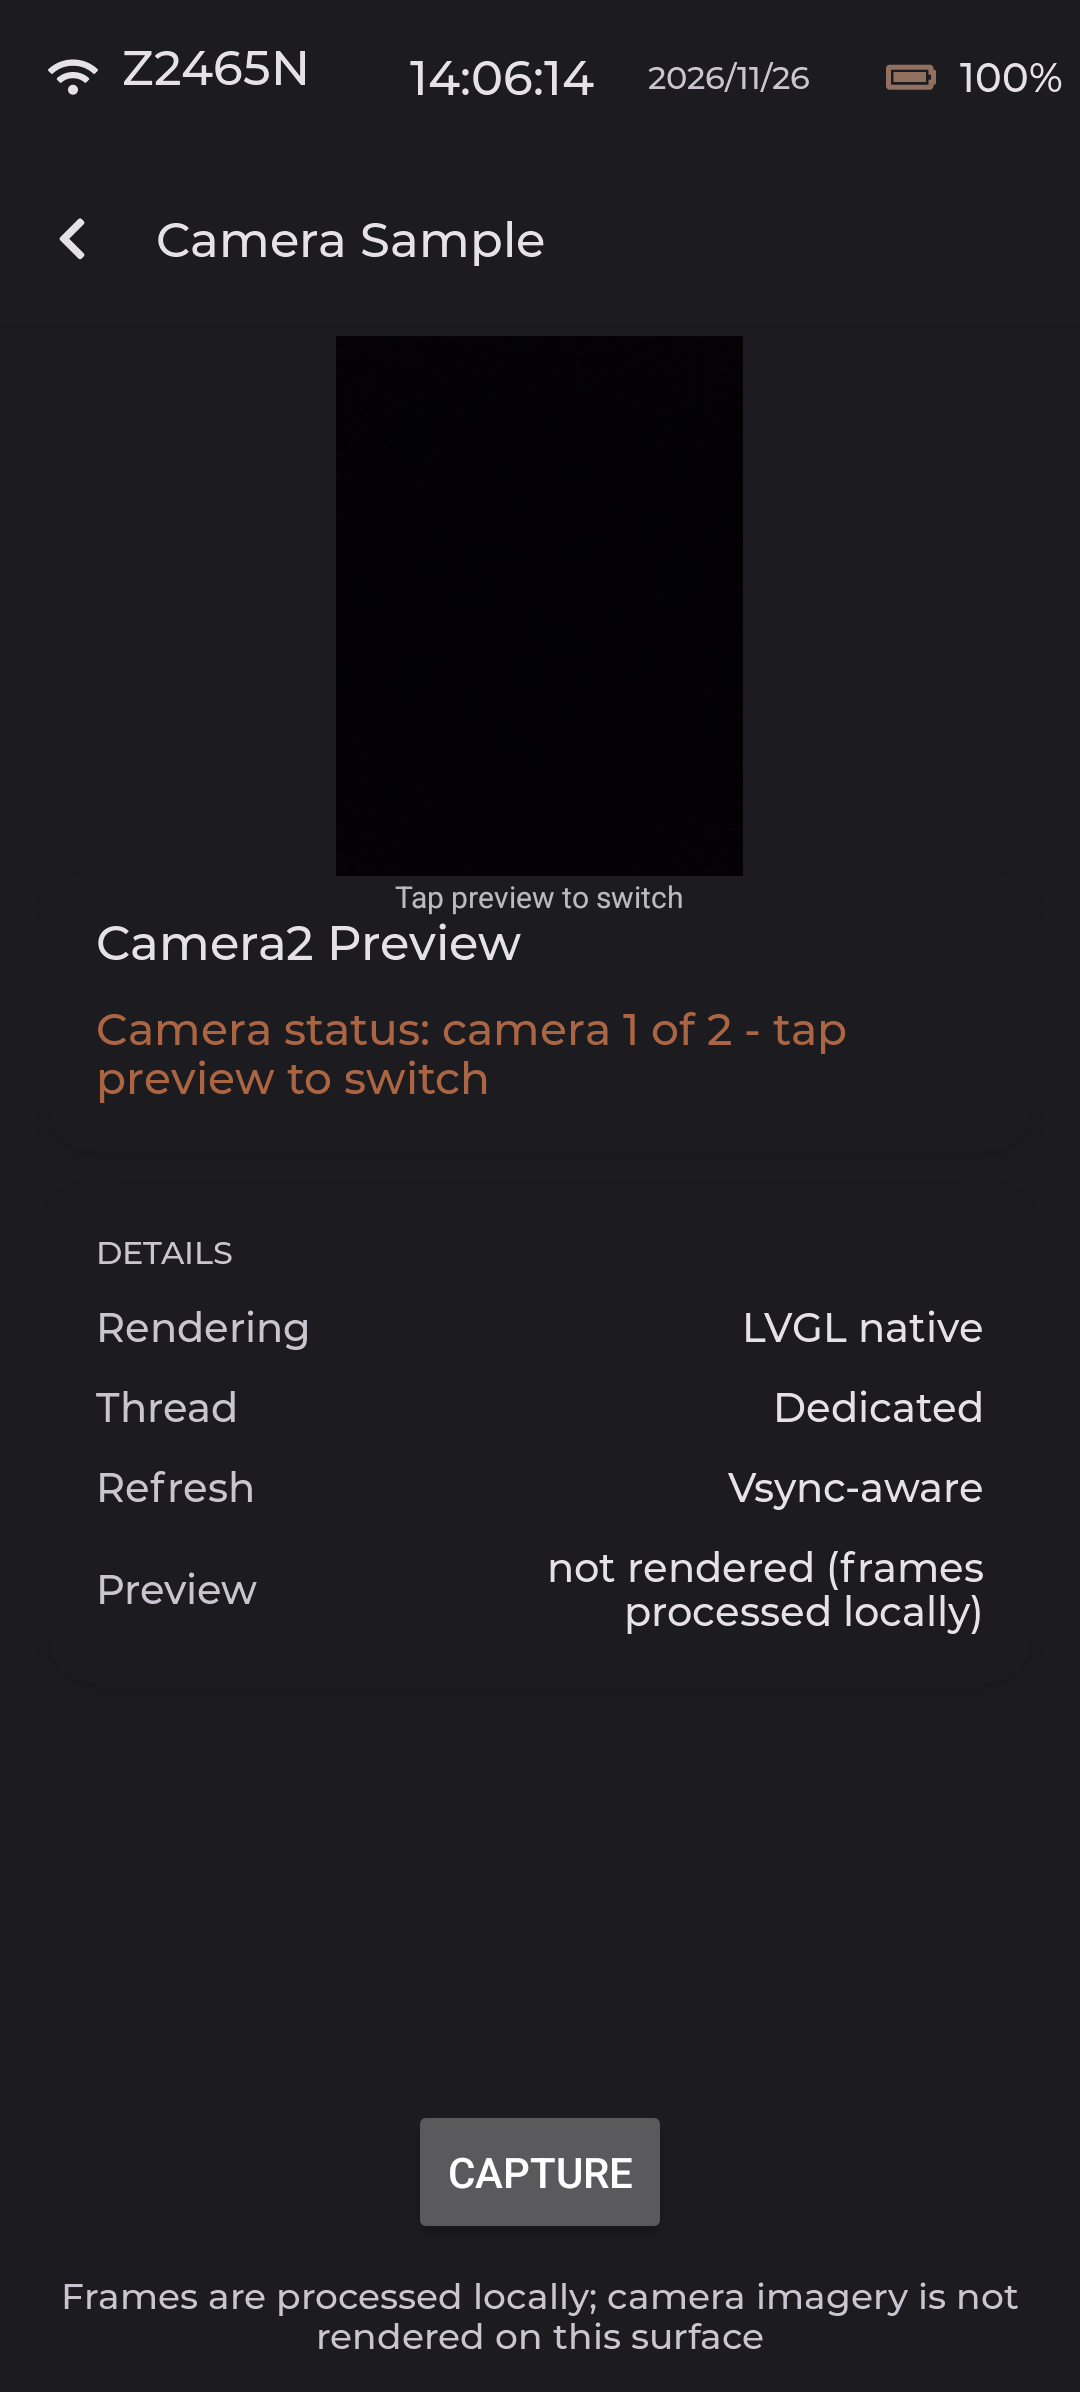 Z2465N 14:06:14 2026/11/26 100%
Camera Sample
Tap preview to switch
Camera2 Preview
Camera status: camera 1 of 2 - tap
preview to switch
DETAILS
Rendering LVGL native
Thread Dedicated
Refresh Vsync-aware
Preview not rendered (frames
processed locally)
CAPTURE
Frames are processed locally; camera imagery is not
rendered on this surface